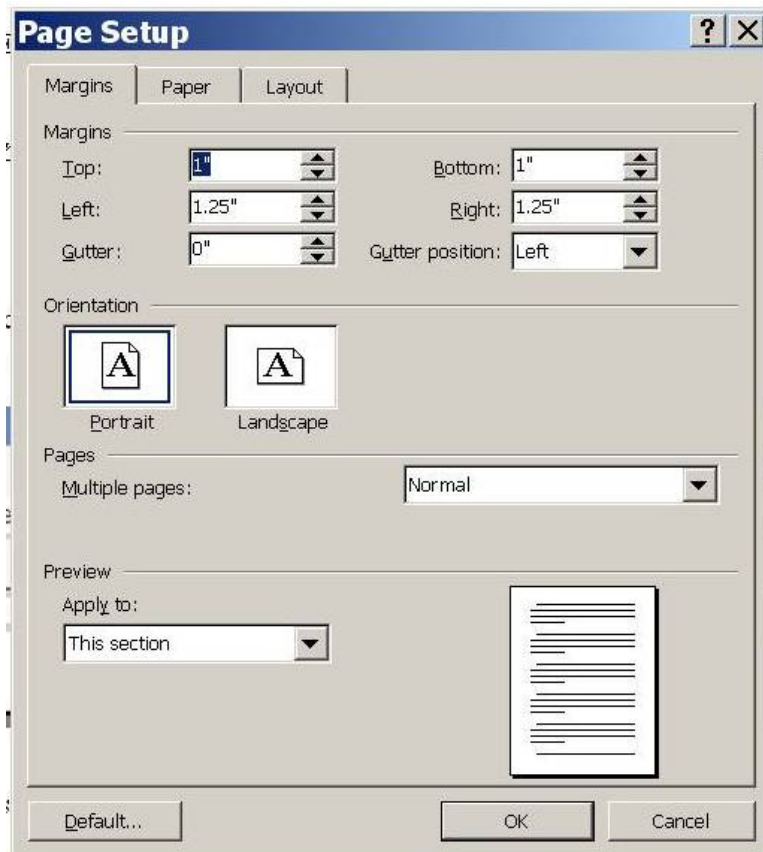 Page Setup
? X
Margins Paper Layout
Margins
Top: 1" Bottom: 1"
Left: 1.25" Right: 1.25"
Gutter: 0" Gutter position: Left
Orientation
A A
Portrait Landscape
Pages
Multiple pages: Normal
Preview
Apply to:
This section
Default... OK Cancel